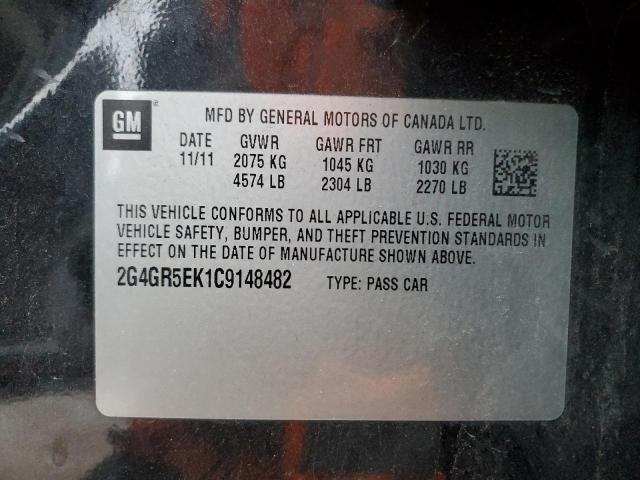 GM ®
MFD BY GENERAL MOTORS OF CANADA LTD.
DATE GVWR GAWR FRT GAWR RR
11/11 2075 KG 1045 KG 1030 KG
4574 LB 2304 LB 2270 LB
THIS VEHICLE CONFORMS TO ALL APPLICABLE U.S. FEDERAL MOTOR
VEHICLE SAFETY, BUMPER, AND THEFT PREVENTION STANDARDS IN
EFFECT ON THE DATE OF MANUFACTURE SHOWN ABOVE.
2G4GR5EK1C9148482 TYPE: PASS CAR